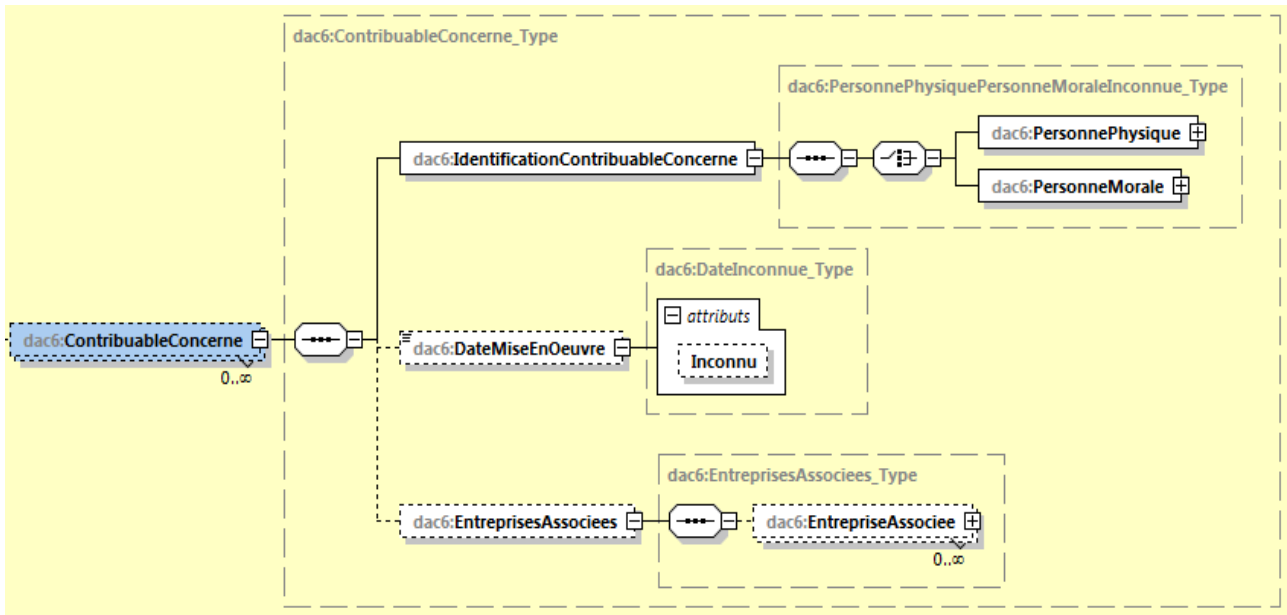 dac6:ContribuableConcerne_Type
dac6:PersonnePhysiquePersonneMoraleInconnue_Type
dac6:PersonnePhysique
dac6:IdentificationContribuableConcerne
dac6:PersonneMorale
dac6:DateInconnue_Type
attributs
dac6:ContribuableConcerne
dac6:DateMiseEnOeuvre
Inconnu
0..∞
dac6:EntreprisesAssociees_Type
dac6:EntreprisesAssociees
dac6:EntrepriseAssociee
0..∞